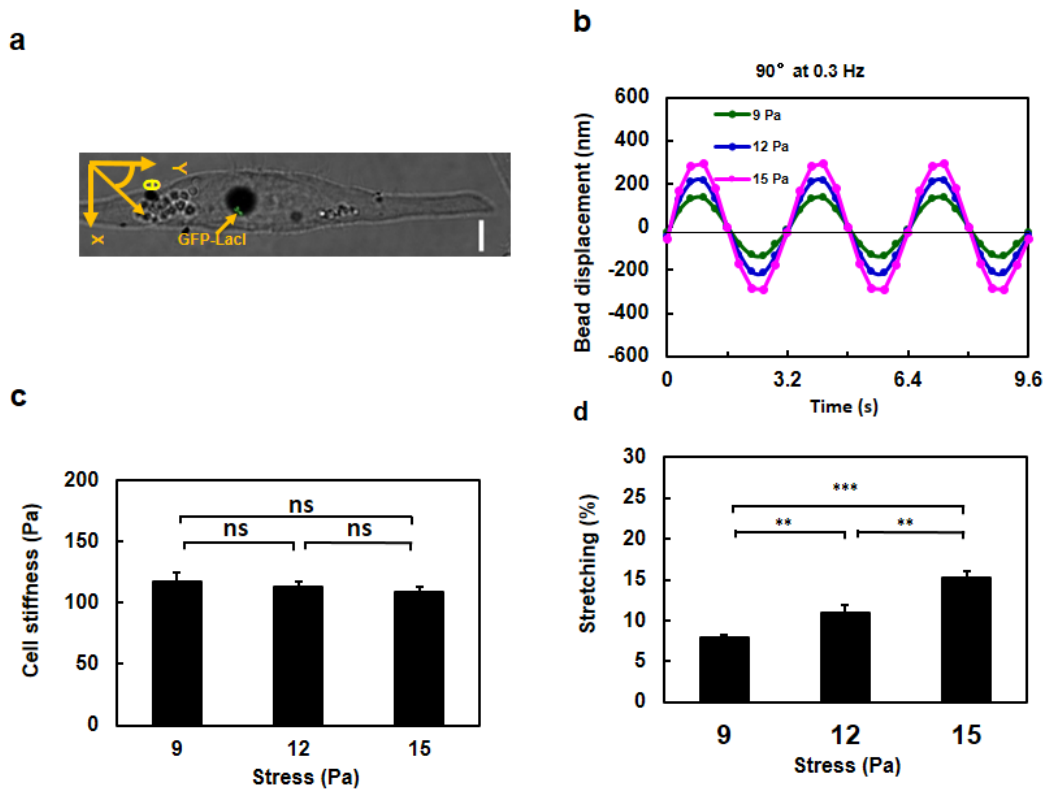 a
Y
X
GFP-LacI
b
90° at 0.3 Hz
Bead displacement (nm)
600
400
200
0
-200
-400
-600
9 Pa
12 Pa
15 Pa
0 3.2 6.4 9.6
Time (s)
c
Cell stiffness (Pa)
200
150
100
50
0
ns
ns ns
9 12 15
Stress (Pa)
d
Stretching (%)
30
25
20
15
10
5
0
***
** **
9 12 15
Stress (Pa)